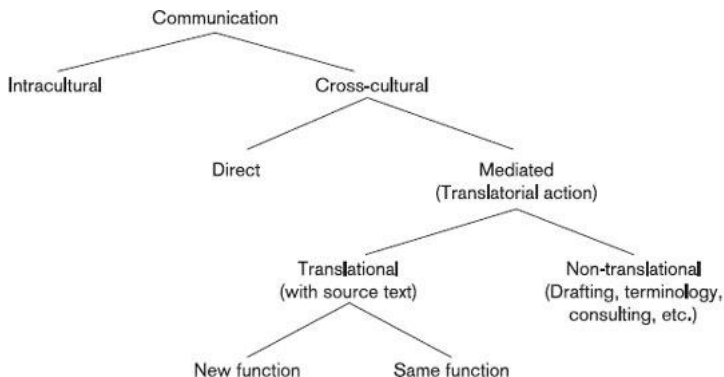 Communication
Intracultural
Cross-cultural
Direct
Mediated
(Translatorial action)
Translational
(with source text)
Non-translational
(Drafting, terminology,
consulting, etc.)
New function
Same function